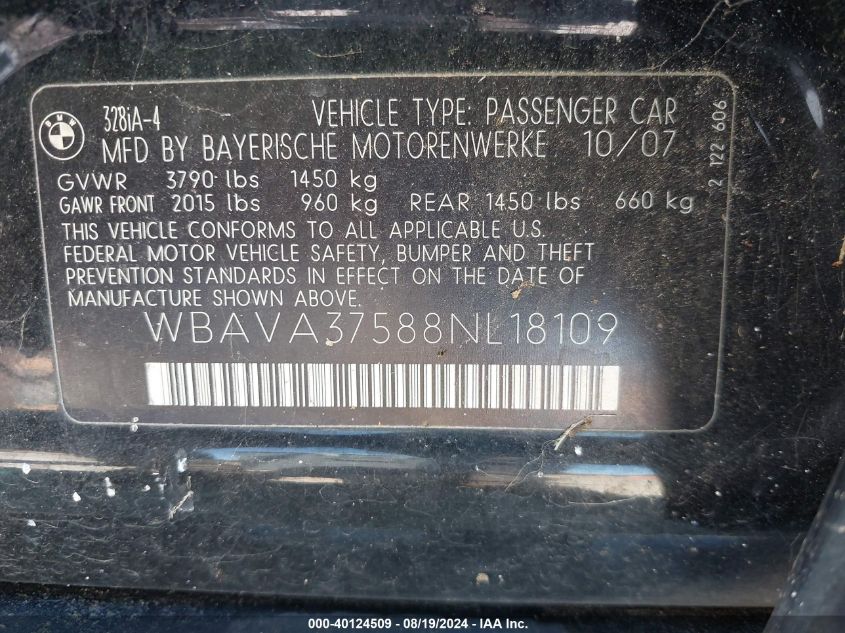 BMW
328iA-4 VEHICLE TYPE: PASSENGER CAR
MFD BY BAYERISCHE MOTORENWERKE 10/07
GVWR 3790 lbs 1450 kg
GAWR FRONT 2015 lbs 960 kg REAR 1450 lbs 660 kg
THIS VEHICLE CONFORMS TO ALL APPLICABLE U.S.
FEDERAL MOTOR VEHICLE SAFETY, BUMPER AND THEFT
PREVENTION STANDARDS IN EFFECT ON THE DATE OF
MANUFACTURE SHOWN ABOVE.
WBAVA37588NL18109
2 122 606
000-40124509 - 08/19/2024 - IAA Inc.